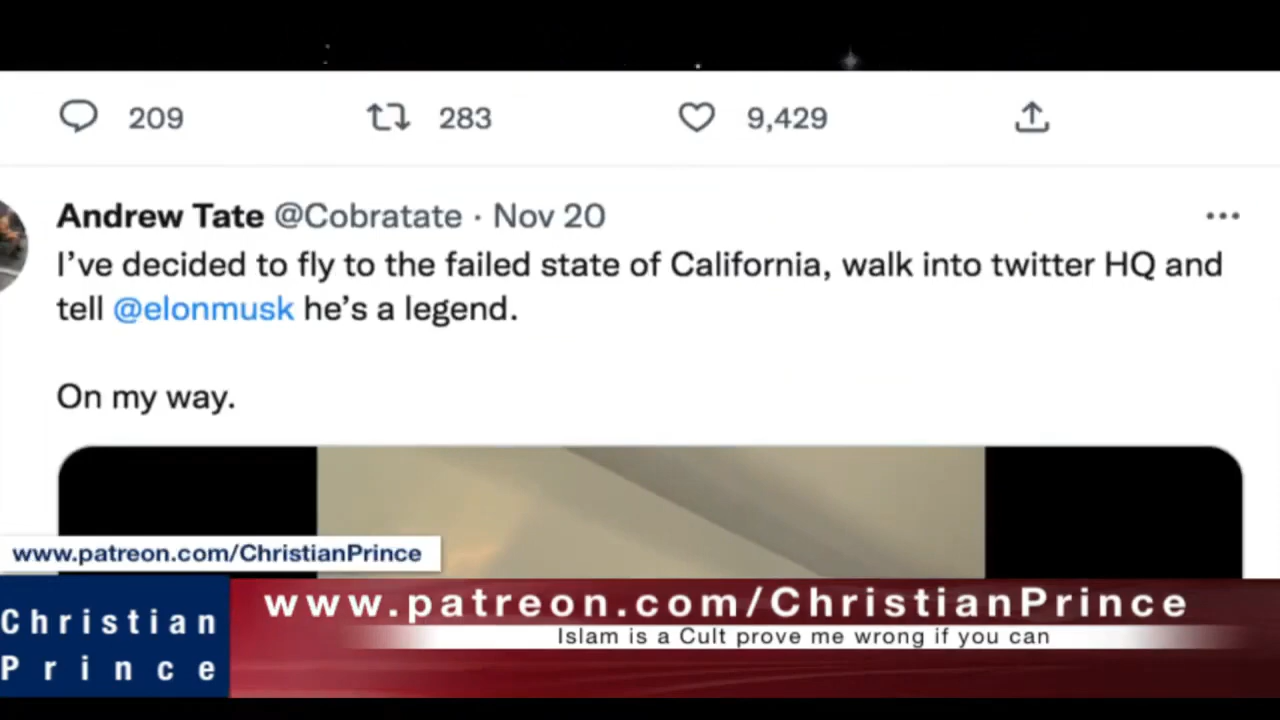 209 283 9,429
Andrew Tate @Cobratate · Nov 20
I’ve decided to fly to the failed state of California, walk into twitter HQ and
tell @elonmusk he’s a legend.
On my way.
www.patreon.com/ChristianPrince
Christian
Prince
www.patreon.com/ChristianPrince
Islam is a Cult prove me wrong if you can